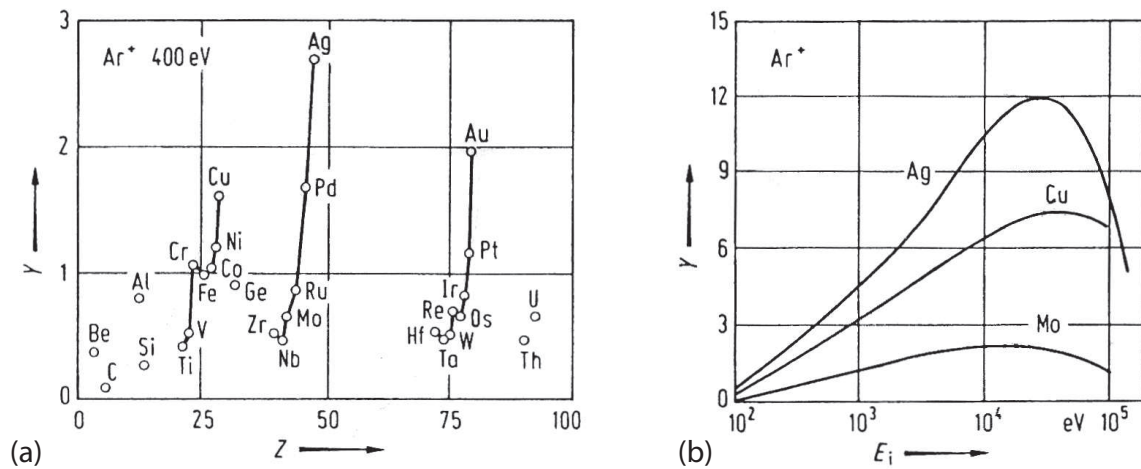 3
Ar⁺ 400 eV
Ag
2
Au
Cu
Pd
γ
Cr
Ni
Pt
1
Al
Co
Ir
Fe
Ge
Ru
U
Re
Be
V
Zr
Mo
Hf
Os
Si
W
C
Ti
Nb
Ta
Th
0
0 25 50 75 100
(a)
Z
15
Ar⁺
12
9
Ag
Cu
γ
6
3
Mo
0
10² 10³ 10⁴ eV 10⁵
(b)
E_i